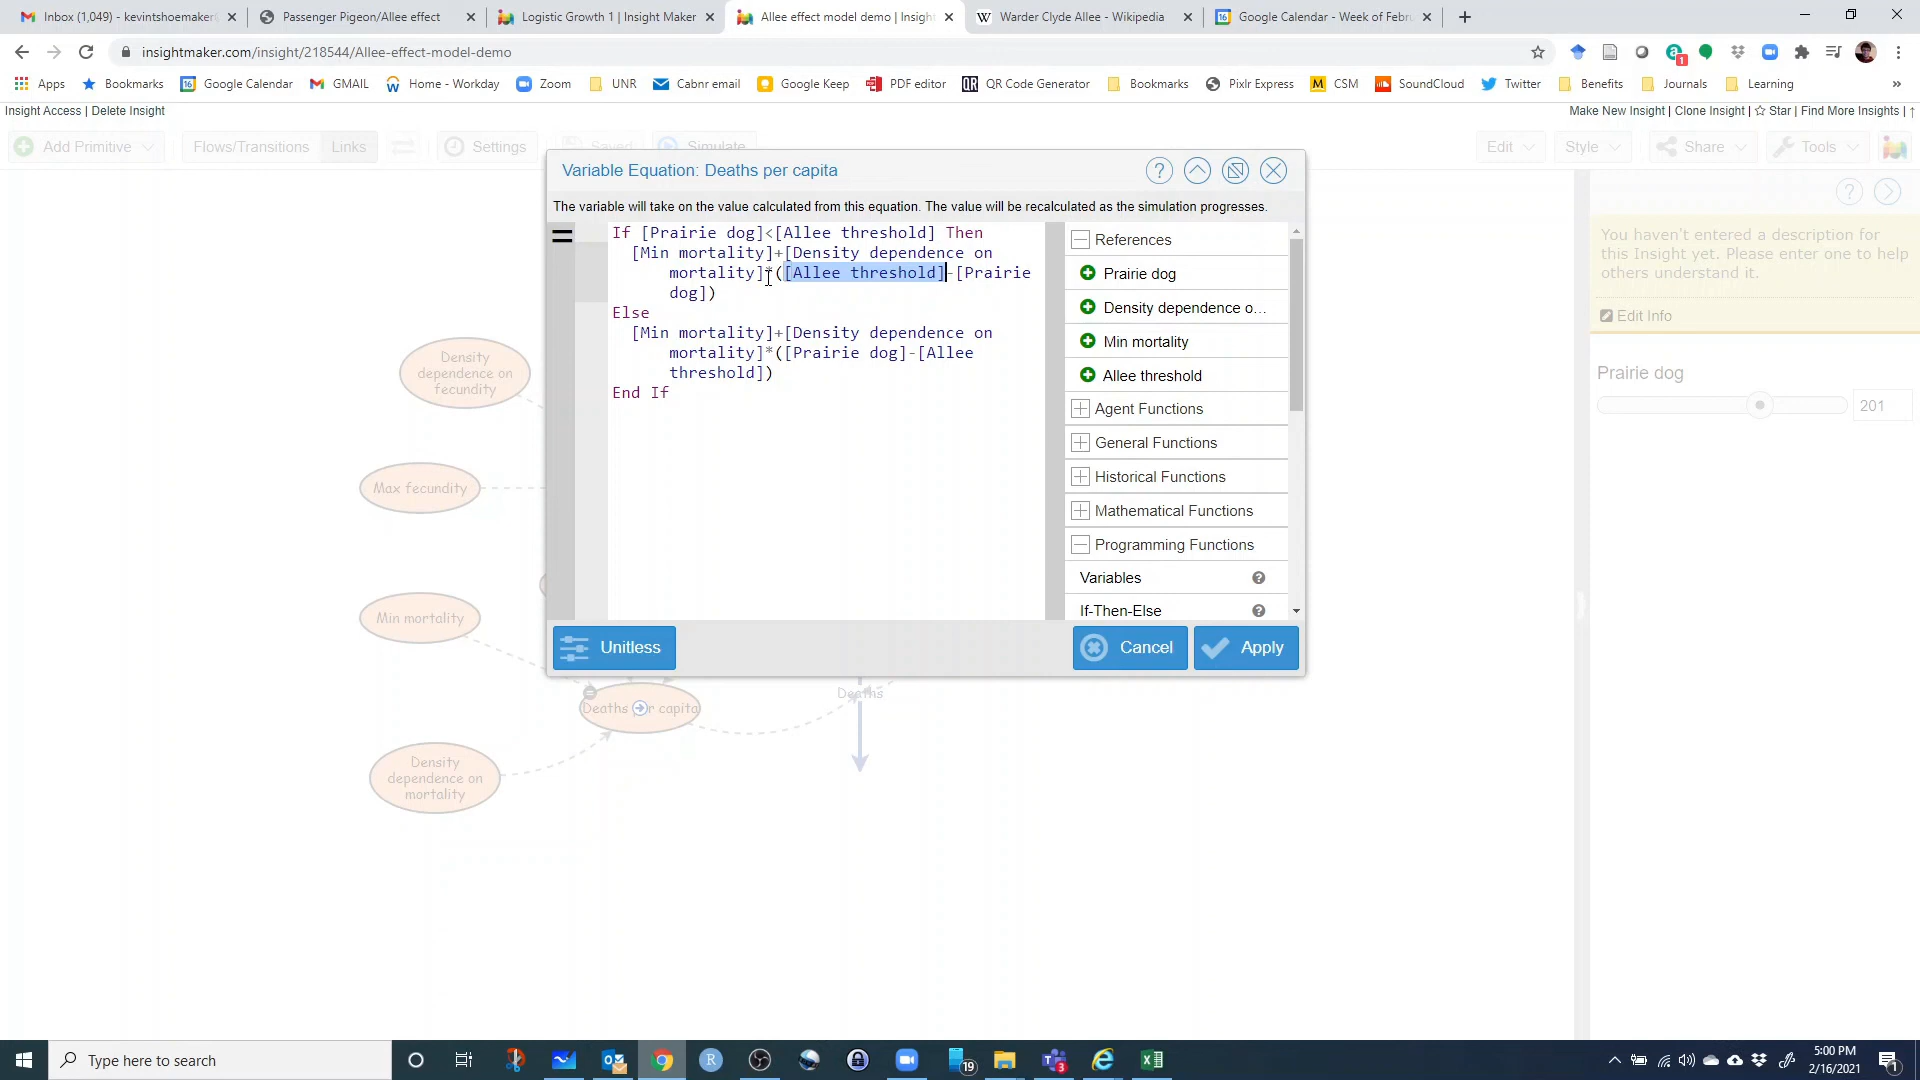 Inbox (1,049) - kevintshoemaker
Passenger Pigeon/Allee effect
Logistic Growth 1 | Insight Maker
Allee effect model demo | Insight
Warder Clyde Allee - Wikipedia
Google Calendar - Week of Febru
insightmaker.com/insight/218544/Allee-effect-model-demo
Apps
Bookmarks
Google Calendar
GMAIL
Home - Workday
Zoom
UNR
Cabnr email
Google Keep
PDF editor
QR Code Generator
Bookmarks
Pixlr Express
CSM
SoundCloud
Twitter
Benefits
Journals
Learning
»
Insight Access | Delete Insight
Make New Insight | Clone Insight | ☆ Star | Find More Insights | ↑
Add Primitive
Flows/Transitions
Links
Settings
Saved
Simulate
Edit
Style
Share
Tools
Variable Equation: Deaths per capita
The variable will take on the value calculated from this equation. The value will be recalculated as the simulation progresses.
If [Prairie dog]<[Allee threshold] Then
[Min mortality]+[Density dependence on
mortality]*([Allee threshold]-[Prairie
dog])
Else
[Min mortality]+[Density dependence on
mortality]*([Prairie dog]-[Allee
threshold])
End If
References
Prairie dog
Density dependence o...
Min mortality
Allee threshold
Agent Functions
General Functions
Historical Functions
Mathematical Functions
Programming Functions
Variables
If-Then-Else
Unitless
Cancel
Apply
You haven't entered a description for
this Insight yet. Please enter one to help
others understand it.
Edit Info
Prairie dog
201
Density
dependence on
fecundity
Max fecundity
Min mortality
Deaths per capita
Deaths
Density
dependence on
mortality
Type here to search
19
3
5:00 PM
2/16/2021
1